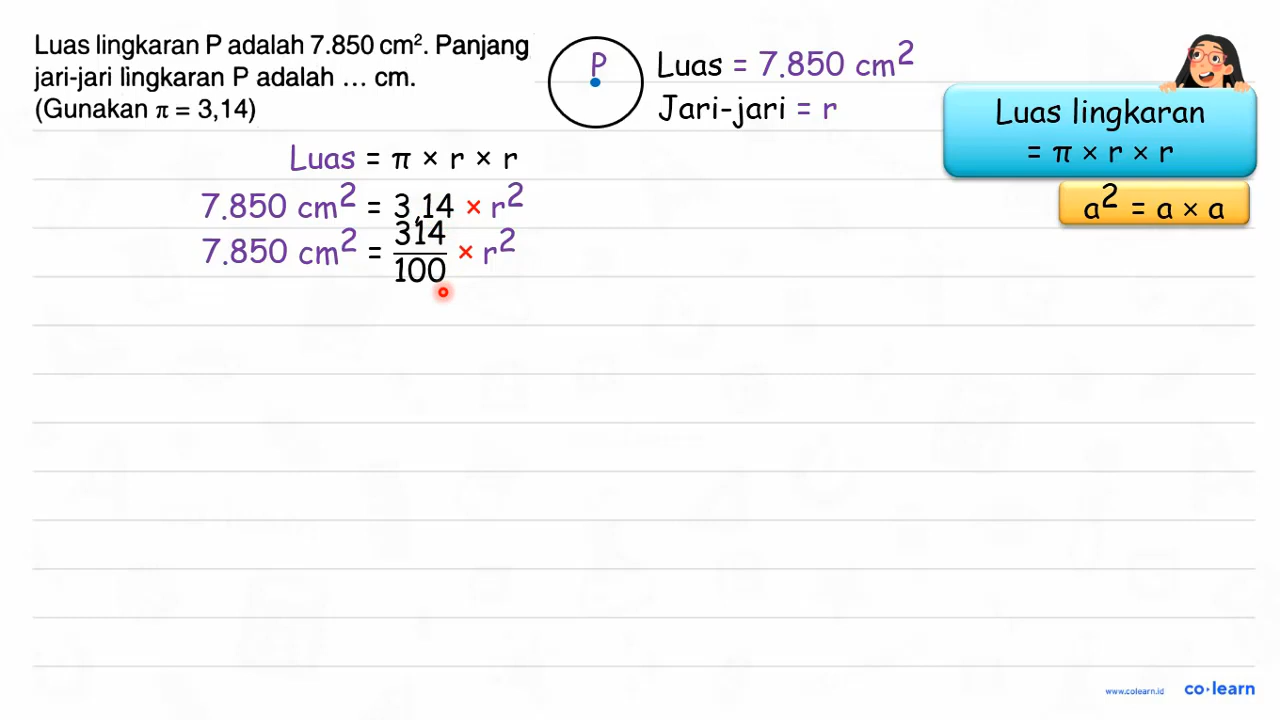 Luas lingkaran P adalah 7.850 cm². Panjang
jari-jari lingkaran P adalah ... cm.
(Gunakan π = 3,14)
P
Luas = 7.850 cm²
Jari-jari = r
Luas lingkaran
= π × r × r
a² = a × a
Luas = π × r × r
7.850 cm² = 3,14 × r²
7.850 cm² = 314/100 × r²
www.colearn.id
co·learn